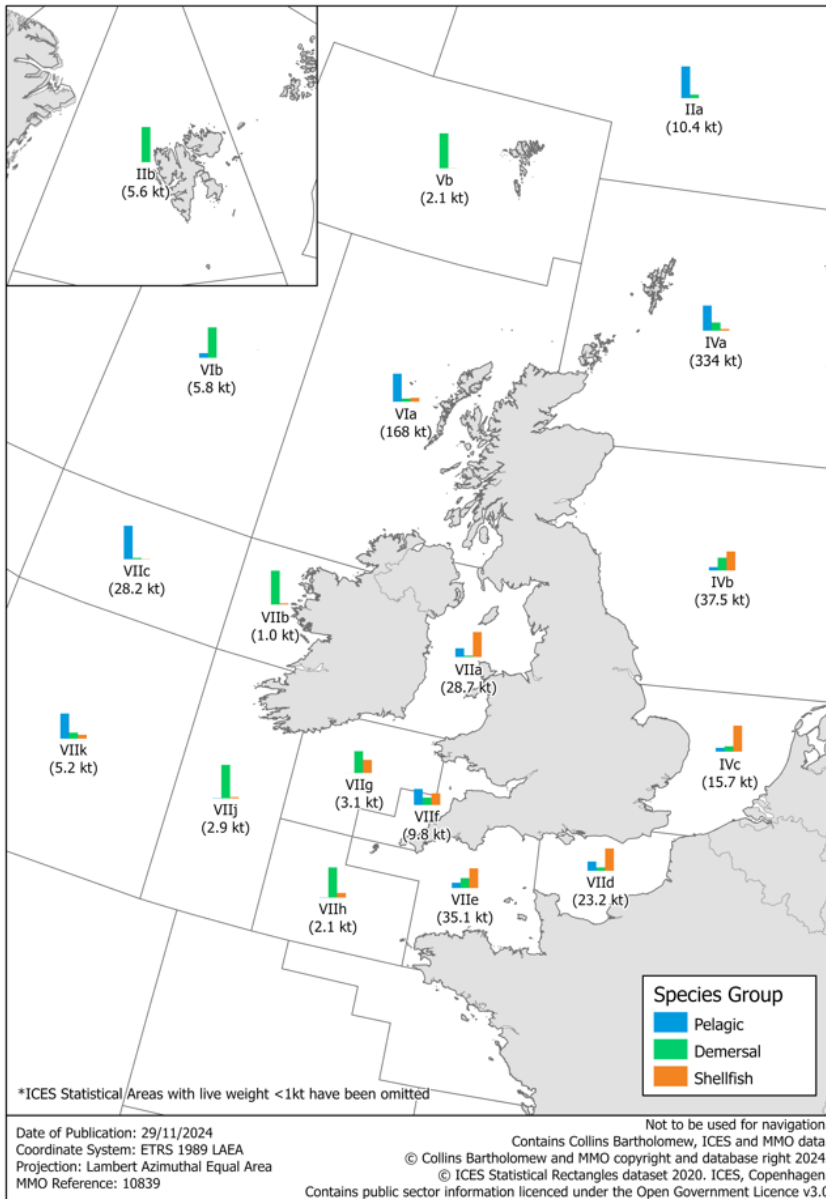 IIa
(10.4 kt)
IIb
(5.6 kt)
Vb
(2.1 kt)
IVa
(334 kt)
VIb
(5.8 kt)
VIa
(168 kt)
VIIc
(28.2 kt)
VIIb
(1.0 kt)
IVb
(37.5 kt)
VIIa
(28.7 kt)
VIIk
(5.2 kt)
IVc
(15.7 kt)
VIIj
(2.9 kt)
VIIg
(3.1 kt)
VIIf
(9.8 kt)
VIId
(23.2 kt)
VIIh
(2.1 kt)
VIIe
(35.1 kt)
Species Group
Pelagic
Demersal
Shellfish
*ICES Statistical Areas with live weight <1kt have been omitted
Date of Publication: 29/11/2024
Coordinate System: ETRS 1989 LAEA
Projection: Lambert Azimuthal Equal Area
MMO Reference: 10839
Not to be used for navigation
Contains Collins Bartholomew, ICES and MMO data
© Collins Bartholomew and MMO copyright and database right 2024
© ICES Statistical Rectangles dataset 2020. ICES, Copenhagen
Contains public sector information licenced under the Open Government Licence v3.0